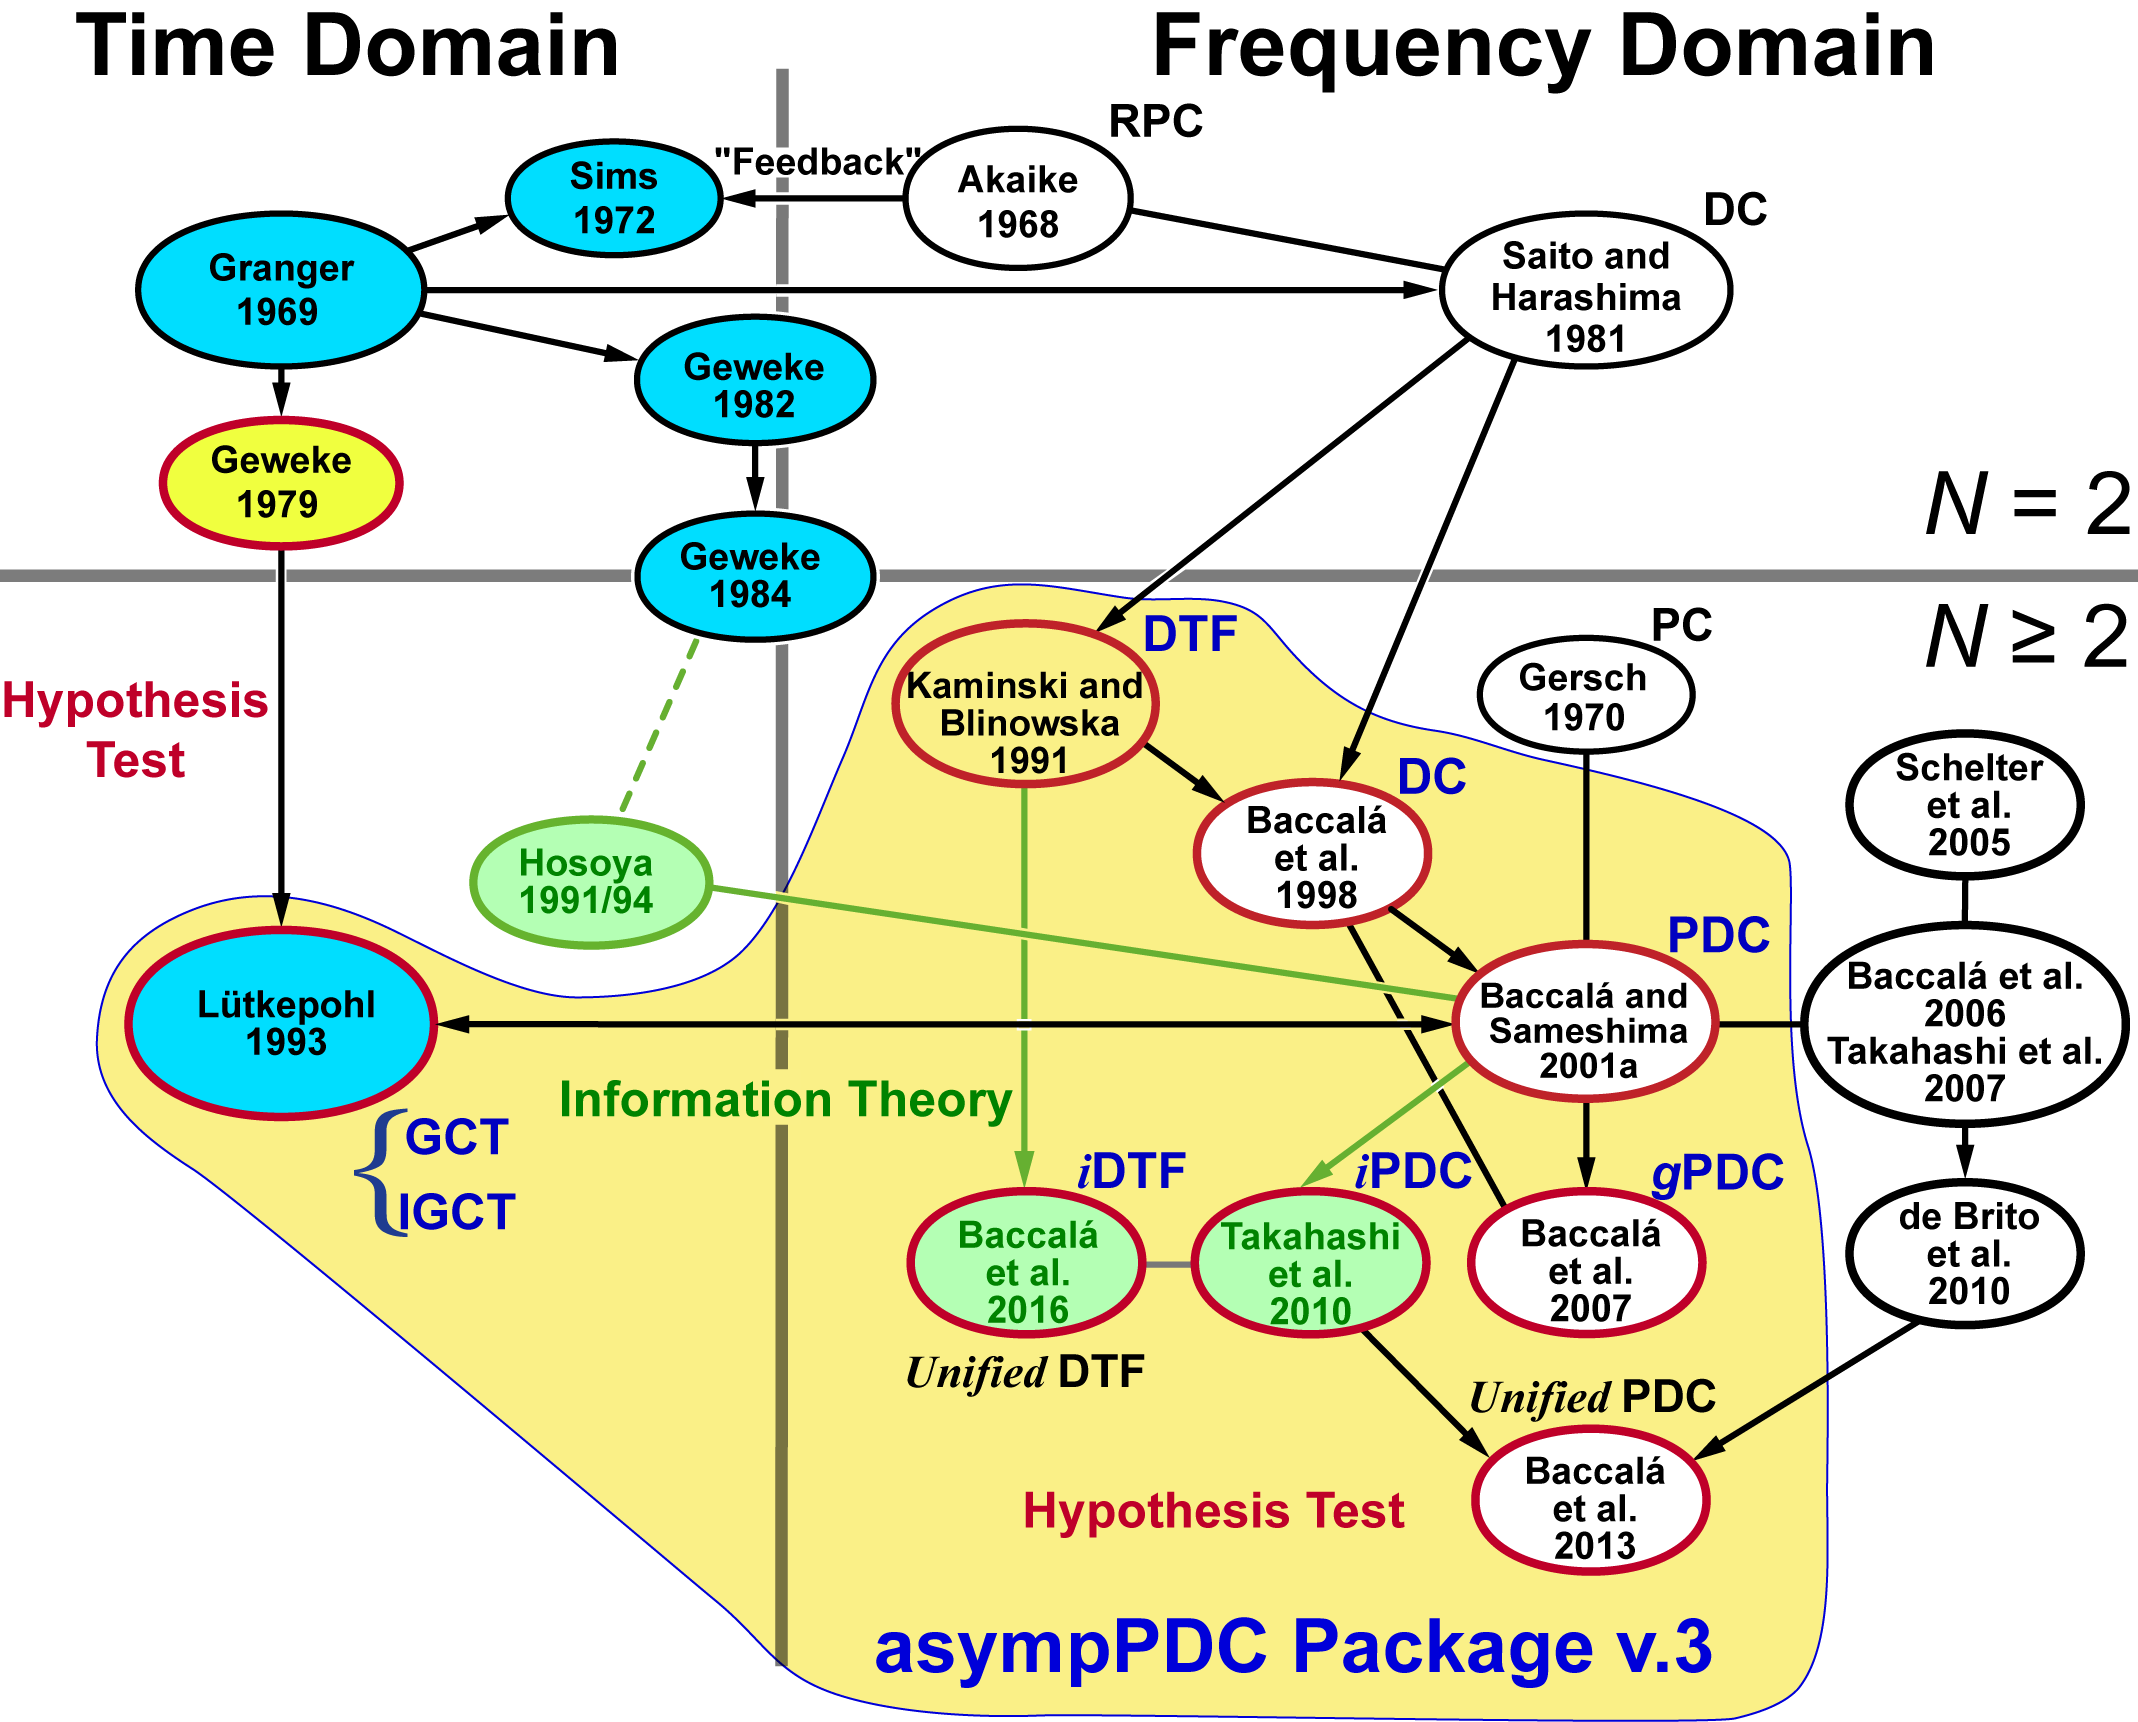 Time Domain
Frequency Domain
RPC
"Feedback"
Sims
1972
Akaike
1968
DC
Saito and
Harashima
1981
Granger
1969
Geweke
1982
Geweke
1979
N = 2
Geweke
1984
N ≥ 2
DTF
PC
Kaminski and
Blinowska
1991
Gersch
1970
Hypothesis
Test
DC
Schelter
et al.
2005
Baccalá
et al.
1998
Hosoya
1991/94
PDC
Lütkepohl
1993
Baccalá and
Sameshima
2001a
Baccalá et al.
2006
Takahashi et al.
2007
Information Theory
GCT
IGCT
iDTF
iPDC
gPDC
Baccalá
et al.
2016
Takahashi
et al.
2010
Baccalá
et al.
2007
de Brito
et al.
2010
Unified DTF
Unified PDC
Hypothesis Test
Baccalá
et al.
2013
asympPDC Package v.3